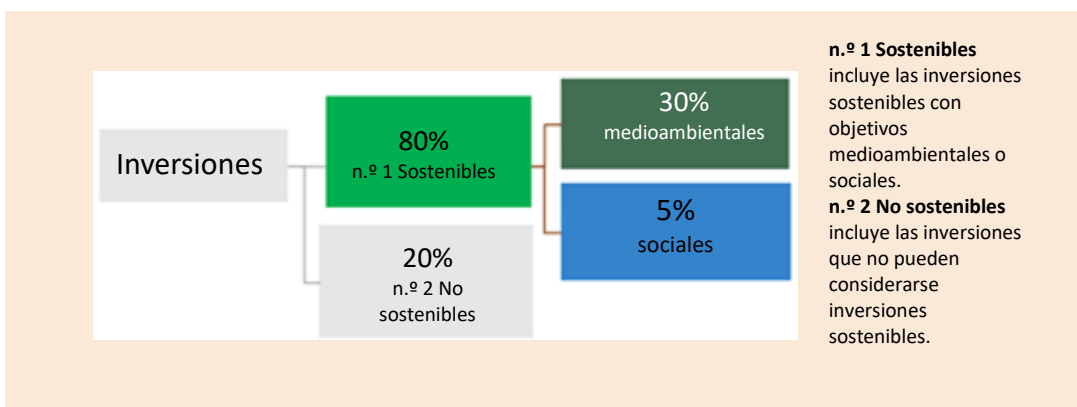 Inversiones
80%
n.º 1 Sostenibles
20%
n.º 2 No
sostenibles
30%
medioambientales
5%
sociales
n.º 1 Sostenibles
incluye las inversiones
sostenibles con
objetivos
medioambientales o
sociales.
n.º 2 No sostenibles
incluye las inversiones
que no pueden
considerarse
inversiones
sostenibles.